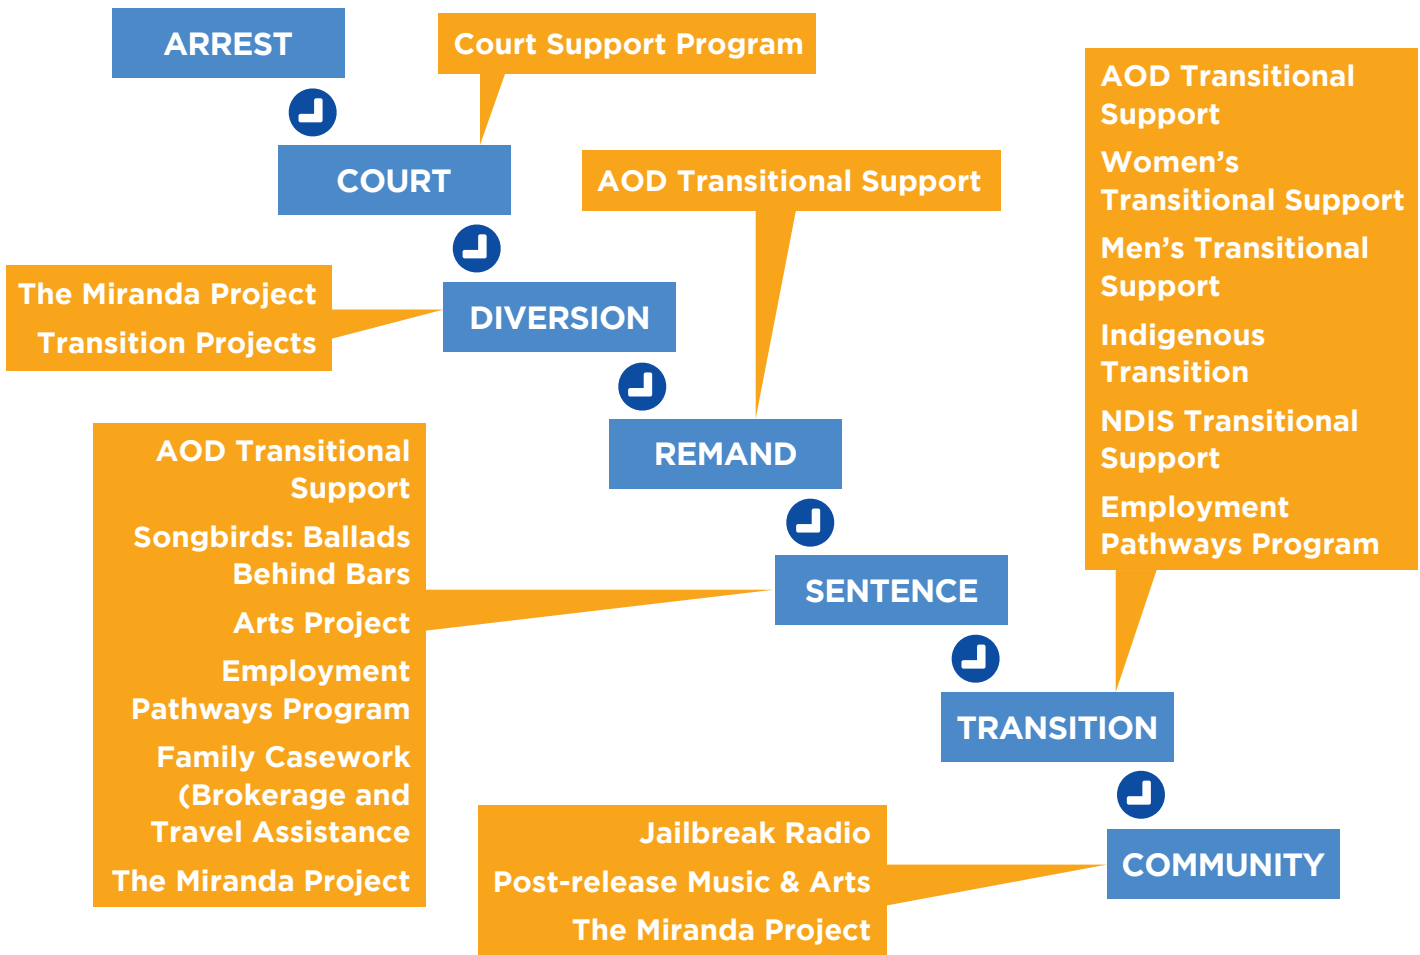 ARREST
Court Support Program
COURT
AOD Transitional Support
The Miranda Project
Transition Projects
DIVERSION
REMAND
AOD Transitional
Support
Songbirds: Ballads
Behind Bars
Arts Project
Employment
Pathways Program
Family Casework
(Brokerage and
Travel Assistance
The Miranda Project
SENTENCE
AOD Transitional
Support
Women’s
Transitional Support
Men’s Transitional
Support
Indigenous
Transition
NDIS Transitional
Support
Employment
Pathways Program
TRANSITION
Jailbreak Radio
Post-release Music & Arts
The Miranda Project
COMMUNITY